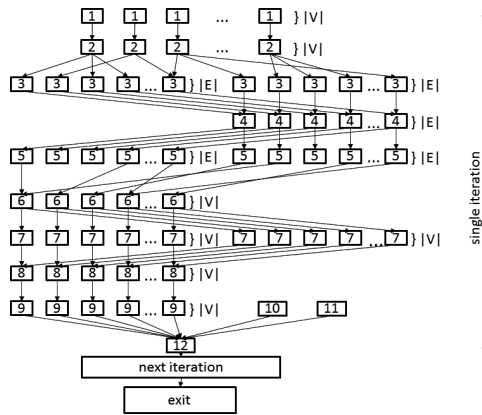 1 1 1 ... 1 } |V|
2 2 2 ... 2 } |V|
3 3 3 3 ... 3 } |E| 3 3 3 3 ... 3 } |E|
4 4 4 4 ... 4 } |E|
5 5 5 5 ... 5 } |E| 5 5 5 5 ... 5 } |E|
6 6 6 6 ... 6 } |V|
7 7 7 7 ... 7 } |V| 7 7 7 7 ... 7 } |V|
8 8 8 8 ... 8 } |V|
9 9 9 9 ... 9 } |V| 10 11
12
next iteration
exit
single iteration